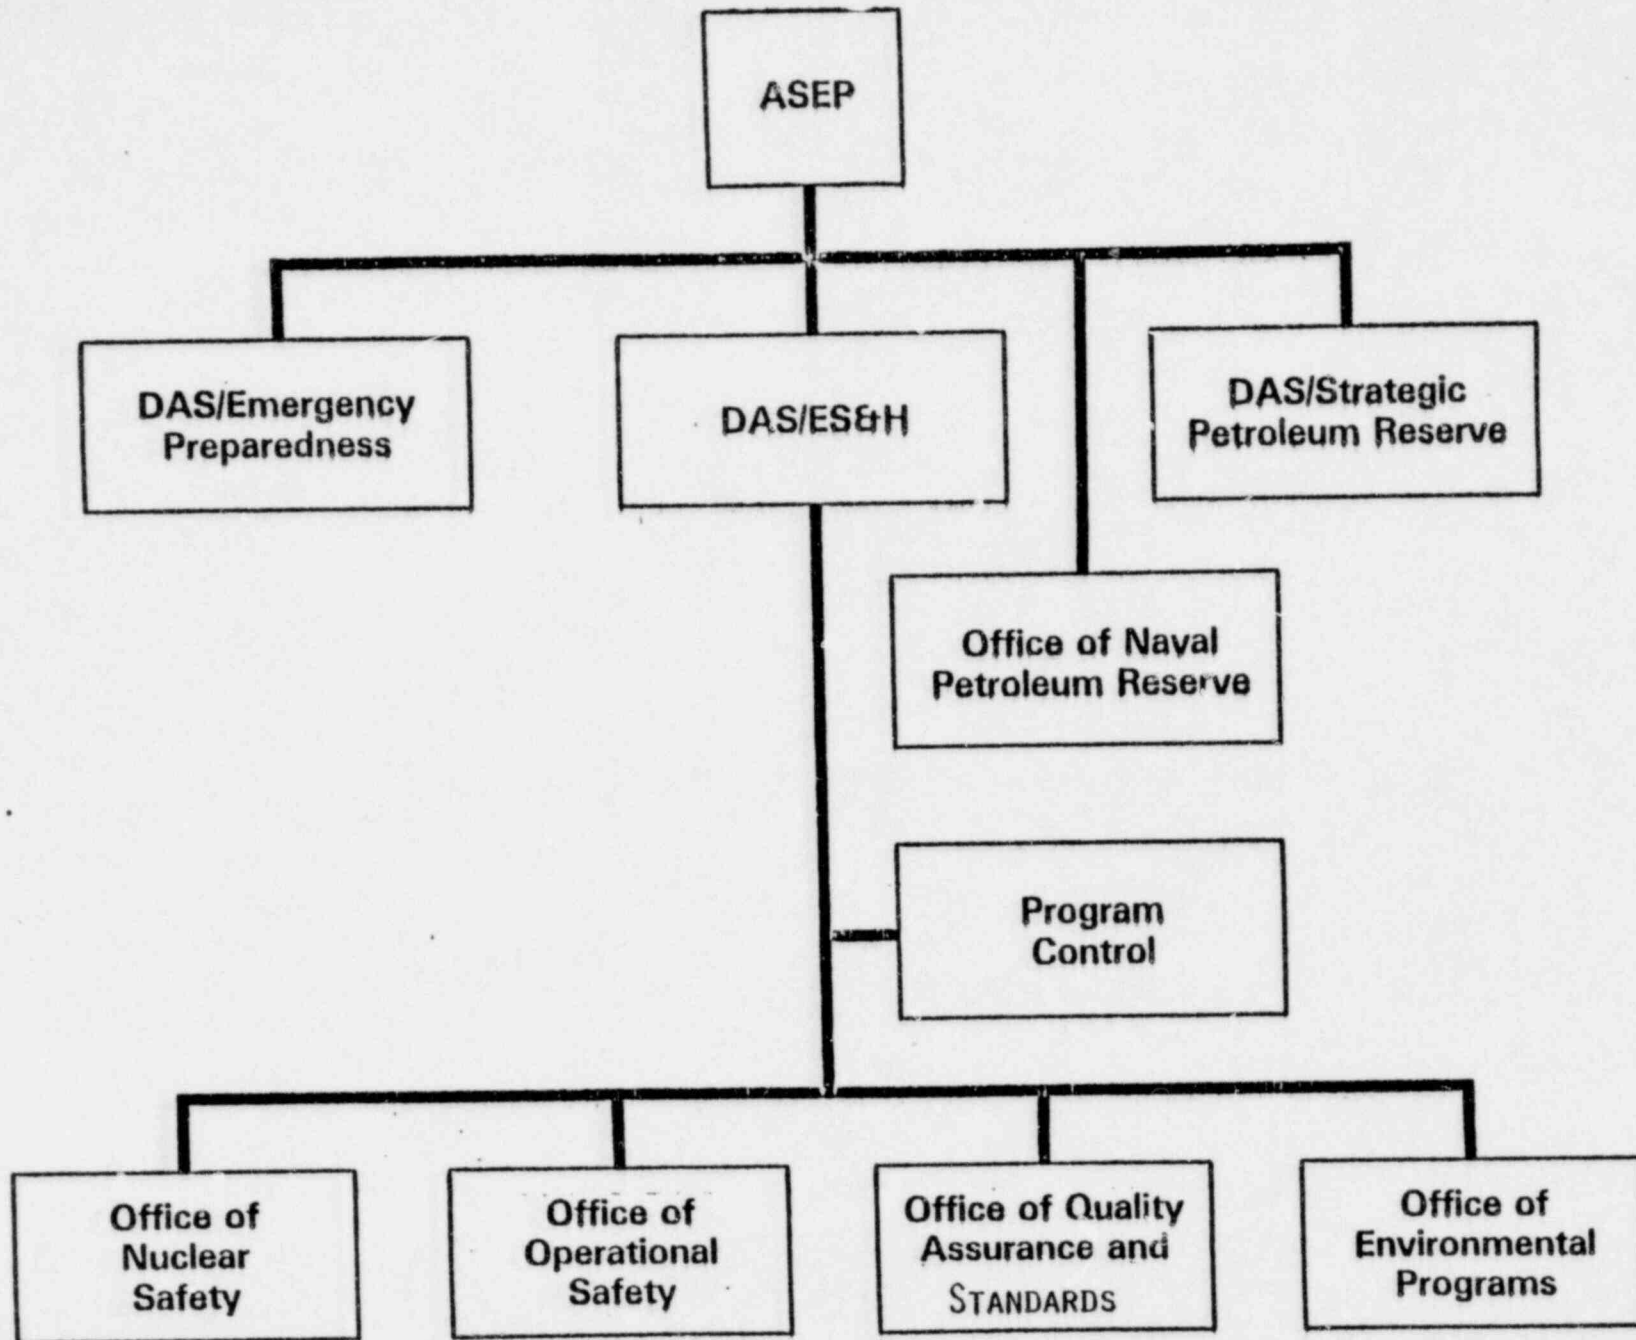 ASEP
DAS/Emergency
Preparedness
DAS/ES&H
DAS/Strategic
Petroleum Reserve
Office of Naval
Petroleum Reserve
Program
Control
Office of
Nuclear
Safety
Office of
Operational
Safety
Office of Quality
Assurance and
STANDARDS
Office of
Environmental
Programs